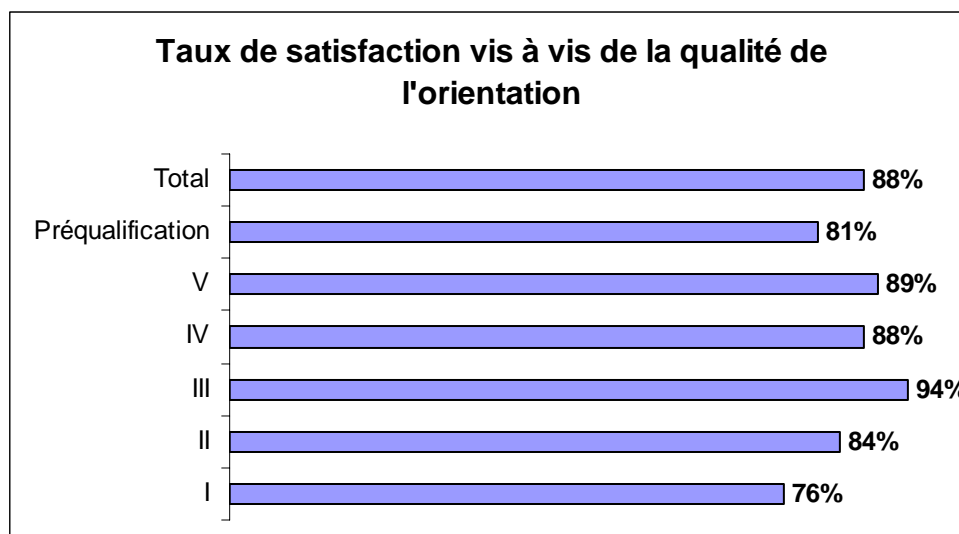 Taux de satisfaction vis à vis de la qualité de
l'orientation
Total 88%
Préqualification 81%
V 89%
IV 88%
III 94%
II 84%
I 76%